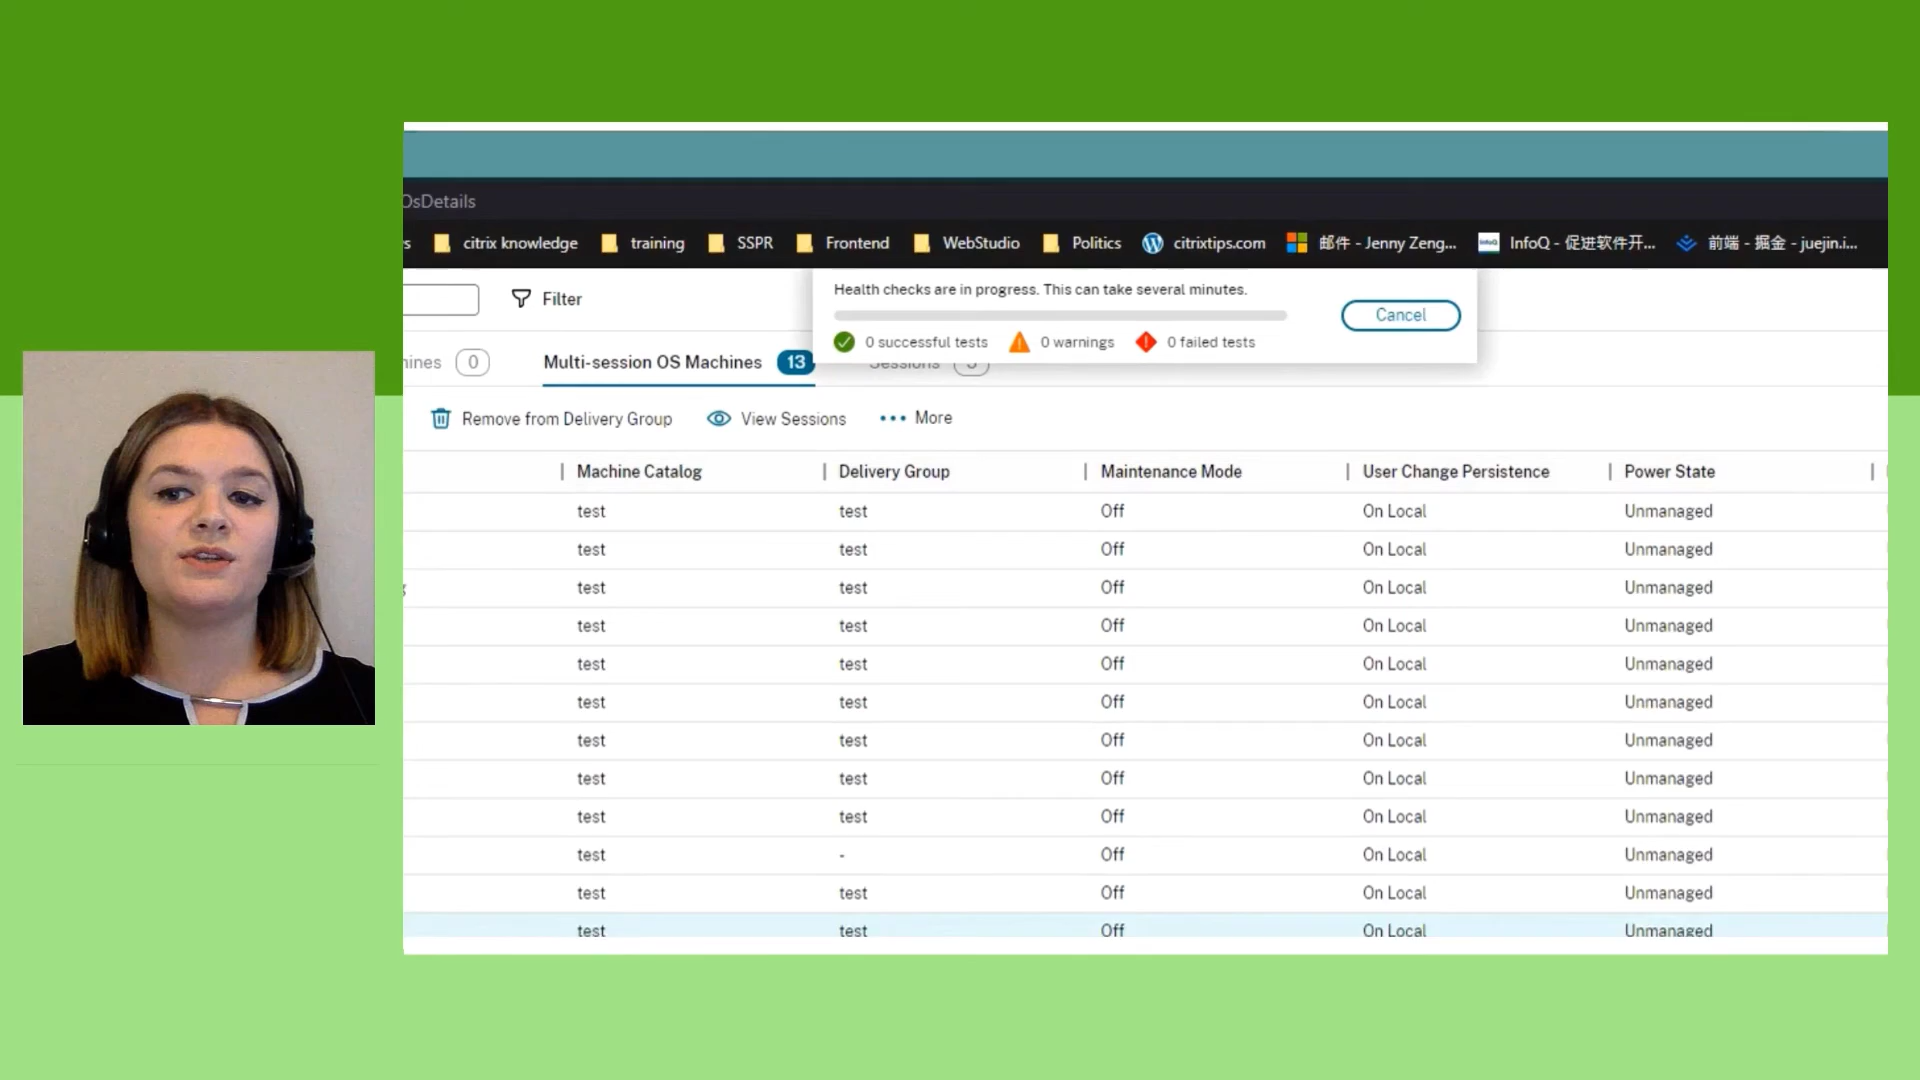 OsDetails
s citrix knowledge training SSPR Frontend WebStudio Politics citrixtips.com 邮件 - Jenny Zeng... InfoQ - 促进软件开... 前端 - 掘金 - juejin.i...
Filter
Health checks are in progress. This can take several minutes.
Cancel
0 successful tests 0 warnings 0 failed tests
nines 0 Multi-session OS Machines 13 Sessions
Remove from Delivery Group View Sessions ••• More
Machine Catalog Delivery Group Maintenance Mode User Change Persistence Power State
test test Off On Local Unmanaged
test test Off On Local Unmanaged
test test Off On Local Unmanaged
test test Off On Local Unmanaged
test test Off On Local Unmanaged
test test Off On Local Unmanaged
test test Off On Local Unmanaged
test test Off On Local Unmanaged
test test Off On Local Unmanaged
test - Off On Local Unmanaged
test test Off On Local Unmanaged
test test Off On Local Unmanaged